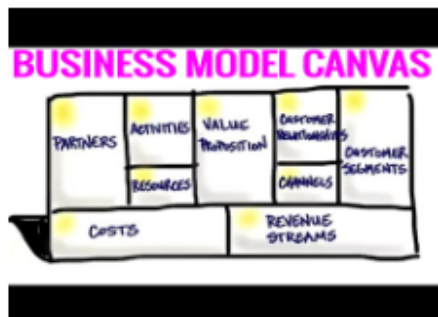 BUSINESS MODEL CANVAS
PARTNERS
ACTIVITIES
RESOURCES
VALUE
PROPOSITION
CUSTOMER
RELATIONSHIPS
CHANNELS
CUSTOMER
SEGMENTS
COSTS
REVENUE
STREAMS